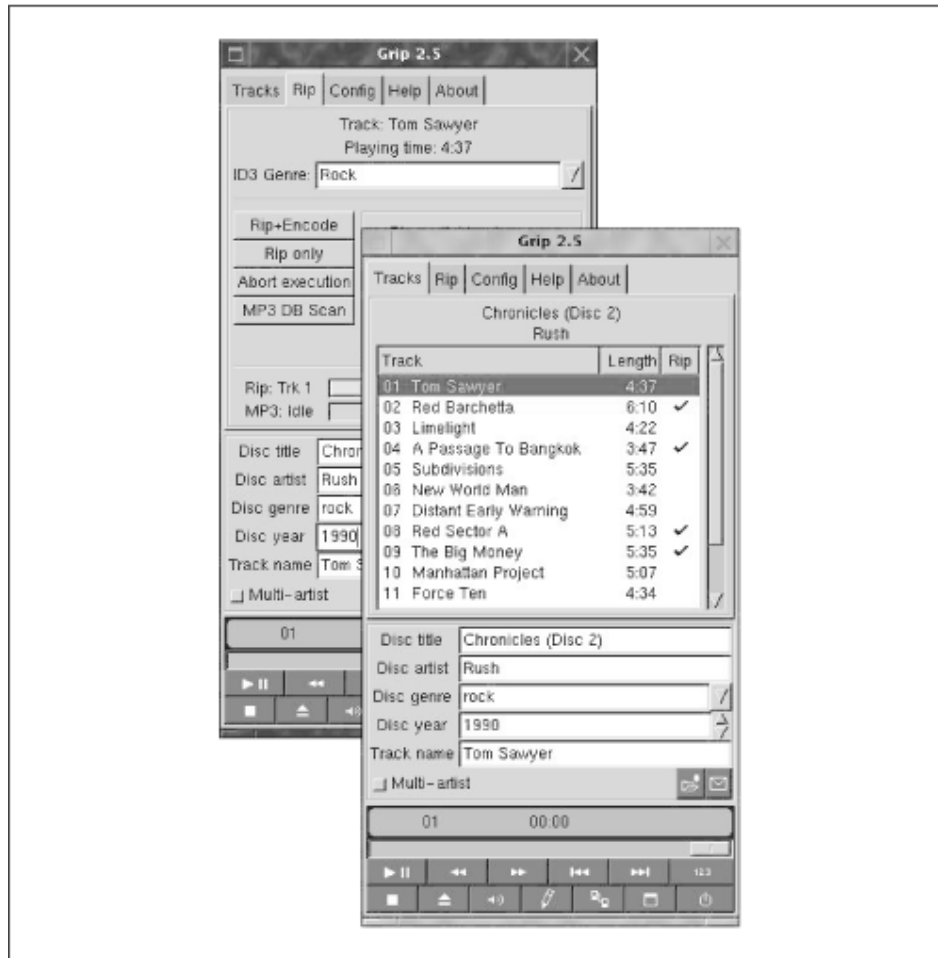 Grip 2.5
Tracks Rip Config Help About
Track: Tom Sawyer
Playing time: 4:37
ID3 Genre: Rock
Rip+Encode
Rip only
Abort execution
MP3 DB Scan
Rip: Trk 1
MP3: Idle
Disc title Chron
Disc artist Rush
Disc genre rock
Disc year 1990
Track name Tom S
Multi-artist
01
Grip 2.5
Tracks Rip Config Help About
Chronicles (Disc 2)
Rush
Track Length Rip
01 Tom Sawyer 4:37
02 Red Barchetta 6:10 ✓
03 Limelight 4:22
04 A Passage To Bangkok 3:47 ✓
05 Subdivisions 5:35
06 New World Man 3:42
07 Distant Early Warning 4:59
08 Red Sector A 5:13 ✓
09 The Big Money 5:35 ✓
10 Manhattan Project 5:07
11 Force Ten 4:34
Disc title Chronicles (Disc 2)
Disc artist Rush
Disc genre rock
Disc year 1990
Track name Tom Sawyer
Multi-artist
01 00:00
123